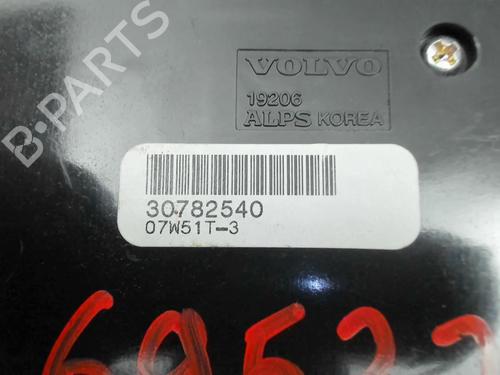 B-PARTS
VOLVO
19206
ALPS KOREA
30782540
07W51T-3